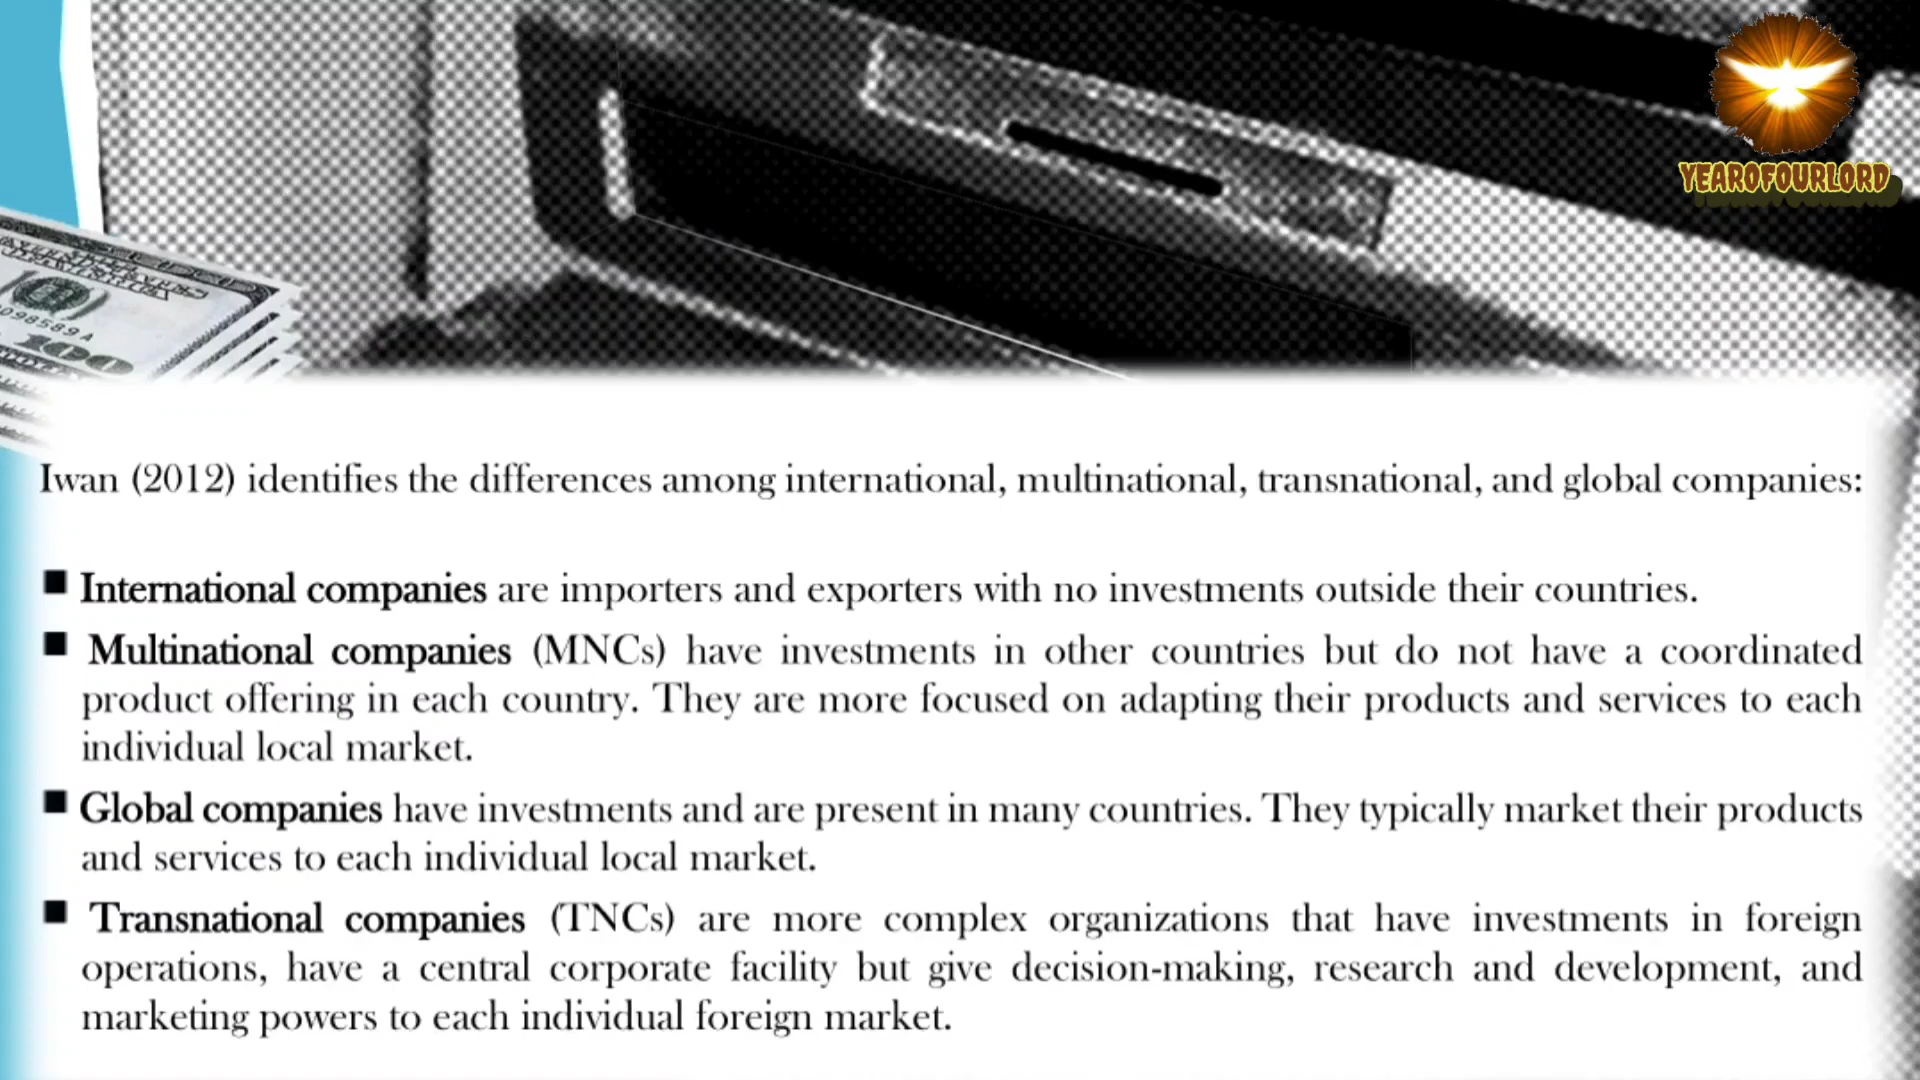 YEAROFOURLORD
098589A
100
Iwan (2012) identifies the differences among international, multinational, transnational, and global companies:
■ International companies are importers and exporters with no investments outside their countries.
■ Multinational companies (MNCs) have investments in other countries but do not have a coordinated
product offering in each country. They are more focused on adapting their products and services to each
individual local market.
■ Global companies have investments and are present in many countries. They typically market their products
and services to each individual local market.
■ Transnational companies (TNCs) are more complex organizations that have investments in foreign
operations, have a central corporate facility but give decision-making, research and development, and
marketing powers to each individual foreign market.